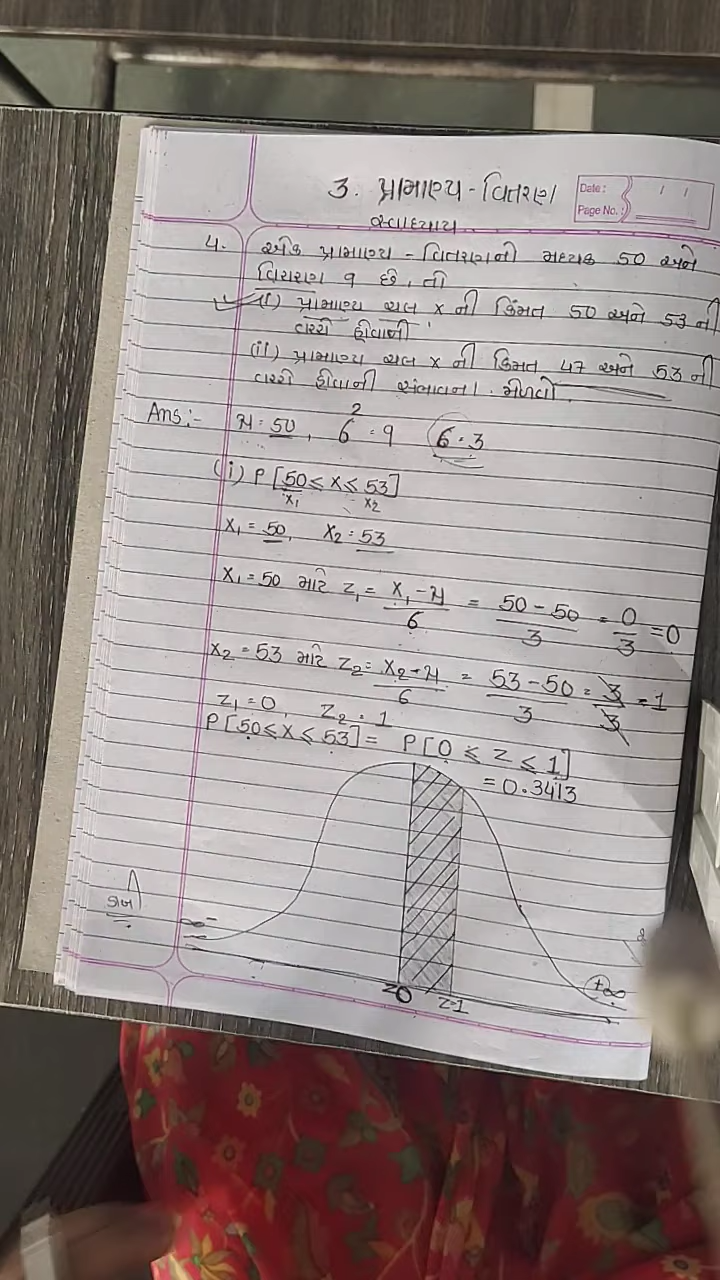 3. પ્રામાણ્ય - વિતરણ
Date: / /
Page No.:
સ્વાધ્યાય
5. એક પ્રામાણ્ય - વિતરણનો મધ્યક 50 અને
વિચરણ 9 છે, તો
(i) પ્રામાણ્ય ચલ x ની કિંમત 50 અને 53 ની
વચ્ચે હોવાની
(ii) પ્રામાણ્ય ચલ x ની કિંમત 47 અને 53 ની
વચ્ચે હોવાની સંભાવના મેળવો.
Ans:- μ = 50, σ² = 9 σ = 3
(i) P [50 ≤ x ≤ 53]
x₁ x₂
x₁ = 50, x₂ = 53
x₁ = 50 માટે z₁ = x₁ - μ / σ = 50 - 50 / 3 = 0 / 3 = 0
x₂ = 53 માટે z₂ = x₂ - μ / σ = 53 - 50 / 3 = 3 / 3 = 1
z₁ = 0, z₂ = 1
P [50 ≤ x ≤ 53] = P [0 ≤ z ≤ 1]
= 0.3413
∞-
+∞
z0 z=1